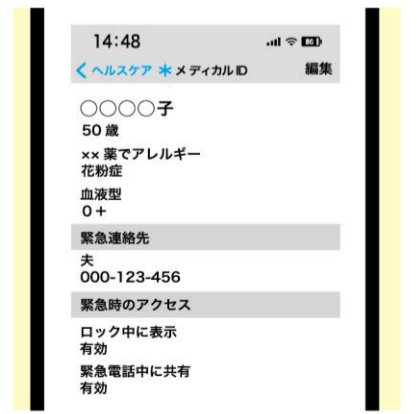 14:48
ヘルスケア * メディカルID
編集
○○○○子
50 歳
×× 薬でアレルギー
花粉症
血液型
O +
緊急連絡先
夫
000-123-456
緊急時のアクセス
ロック中に表示
有効
緊急電話中に共有
有効